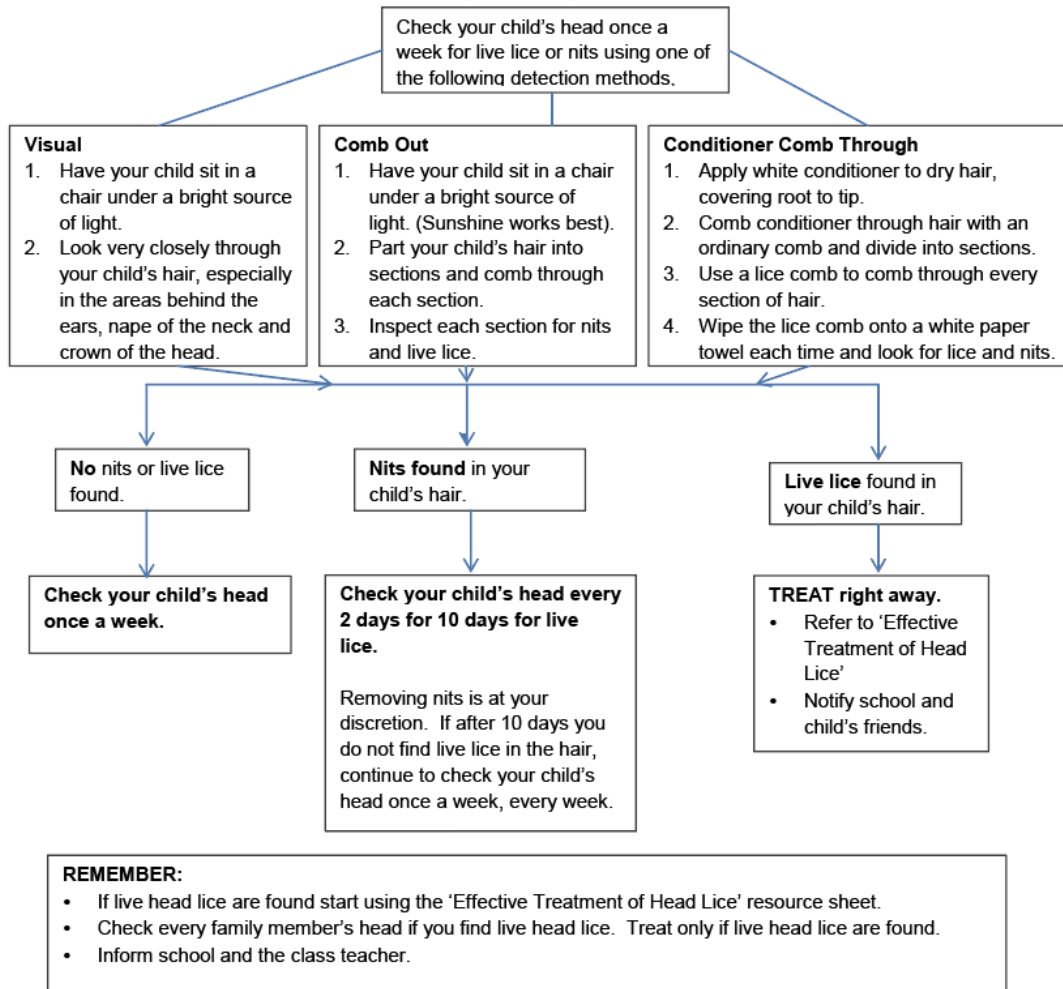 Check your child's head once a
week for live lice or nits using one
of the following detection methods.
Visual
1. Have your child sit in a
chair under a bright source
of light.
2. Look very closely through
your child's hair, especially
in the areas behind the
ears, nape of the neck and
crown of the head.
Comb Out
1. Have your child sit in a chair
under a bright source of
light. (Sunshine works best).
2. Part your child's hair into
sections and comb through
each section.
3. Inspect each section for nits
and live lice.
Conditioner Comb Through
1. Apply white conditioner to dry hair,
covering root to tip.
2. Comb conditioner through hair with an
ordinary comb and divide into sections.
3. Use a lice comb to comb through every
section of hair.
4. Wipe the lice comb onto a white paper
towel each time and look for lice and nits.
No nits or live lice
found.
Nits found in your
child's hair.
Live lice found in
your child's hair.
Check your child's head
once a week.
Check your child's head every
2 days for 10 days for live
lice.
Removing nits is at your
discretion. If after 10 days you
do not find live lice in the hair,
continue to check your child's
head once a week, every week.
TREAT right away.
• Refer to 'Effective
Treatment of Head
Lice'
• Notify school and
child's friends.
REMEMBER:
• If live head lice are found start using the 'Effective Treatment of Head Lice' resource sheet.
• Check every family member's head if you find live head lice. Treat only if live head lice are found.
• Inform school and the class teacher.